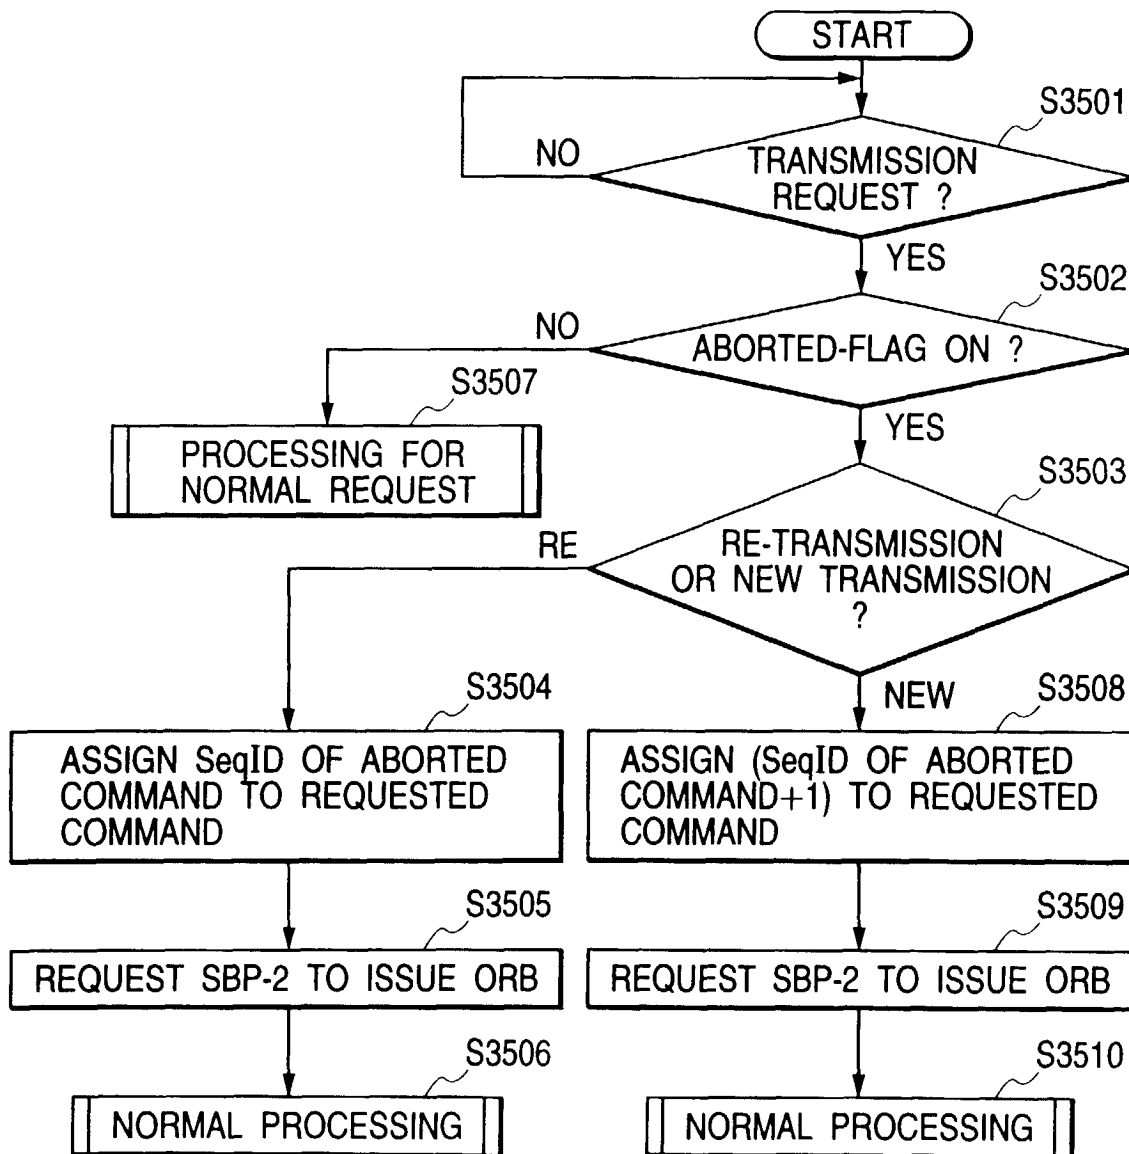 START
S3501
TRANSMISSION
REQUEST ?
NO
YES
S3502
ABORTED-FLAG ON ?
NO
YES
S3507
PROCESSING FOR
NORMAL REQUEST
S3503
RE-TRANSMISSION
OR NEW TRANSMISSION
?
RE
NEW
S3504
ASSIGN SeqID OF ABORTED
COMMAND TO REQUESTED
COMMAND
S3508
ASSIGN (SeqID OF ABORTED
COMMAND+1) TO REQUESTED
COMMAND
S3505
REQUEST SBP-2 TO ISSUE ORB
S3509
REQUEST SBP-2 TO ISSUE ORB
S3506
NORMAL PROCESSING
S3510
NORMAL PROCESSING